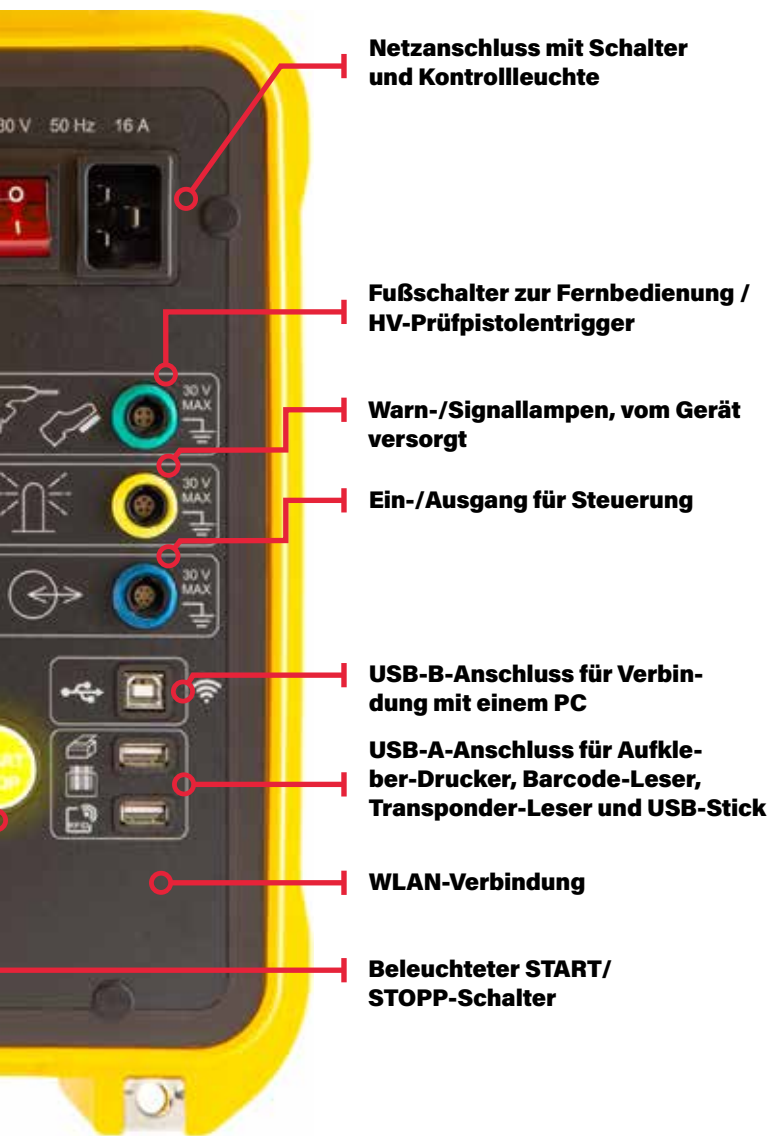 Netzanschluss mit Schalter
und Kontrollleuchte
50 Hz 16 A
O
I
Fußschalter zur Fernbedienung /
HV-Prüfpistolentrigger
30 V
MAX
Warn-/Signallampen, vom Gerät
versorgt
30 V
MAX
Ein-/Ausgang für Steuerung
30 V
MAX
USB-B-Anschluss für Verbin-
dung mit einem PC
USB-A-Anschluss für Aufkle-
ber-Drucker, Barcode-Leser,
Transponder-Leser und USB-Stick
RFID
WLAN-Verbindung
Beleuchteter START/
STOPP-Schalter